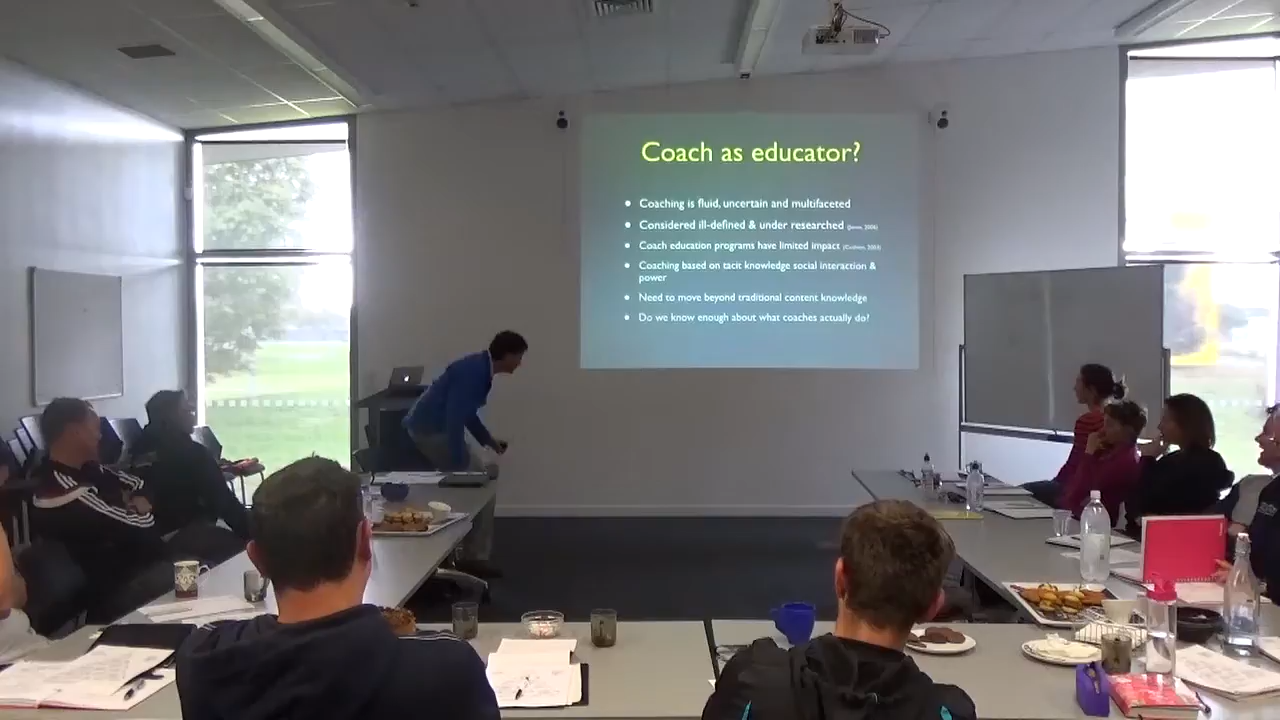 Coach as educator?
Coaching is fluid, uncertain and multifaceted
Considered ill-defined & under researched
Coach education programs have limited impact
Coaching based on tacit knowledge social interaction &
power
Need to move beyond traditional content knowledge
Do we know enough about what coaches actually do?